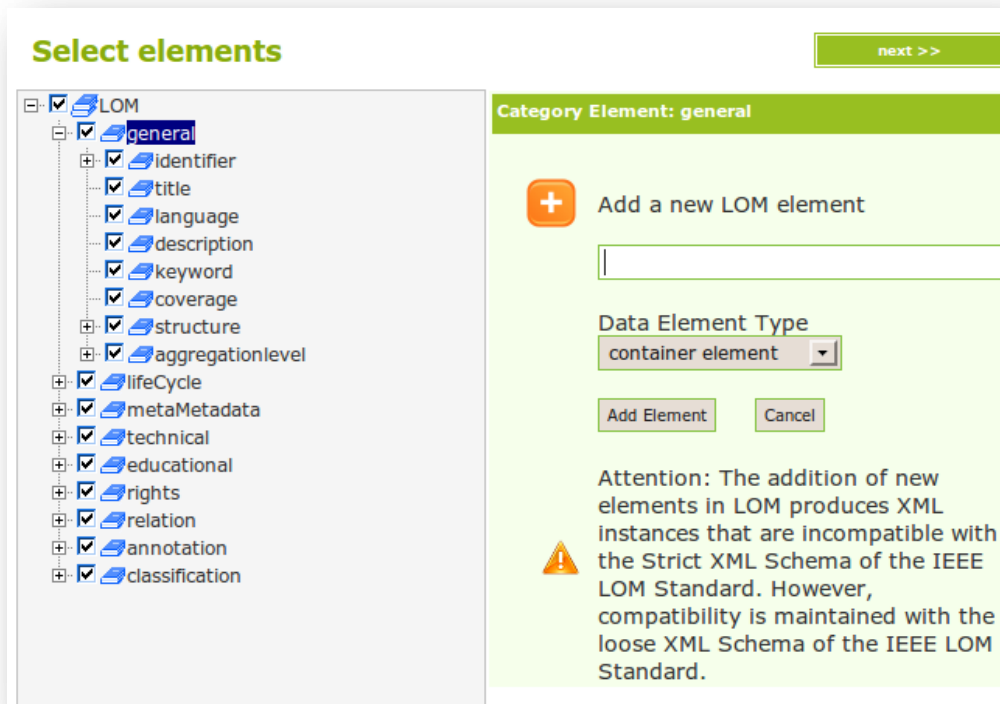 Select elements
next >>
LOM
general
identifier
title
language
description
keyword
coverage
structure
aggregationlevel
lifeCycle
metaMetadata
technical
educational
rights
relation
annotation
classification
Category Element: general
Add a new LOM element
Data Element Type
container element
Add Element
Cancel
Attention: The addition of new
elements in LOM produces XML
instances that are incompatible with
the Strict XML Schema of the IEEE
LOM Standard. However,
compatibility is maintained with the
loose XML Schema of the IEEE LOM
Standard.